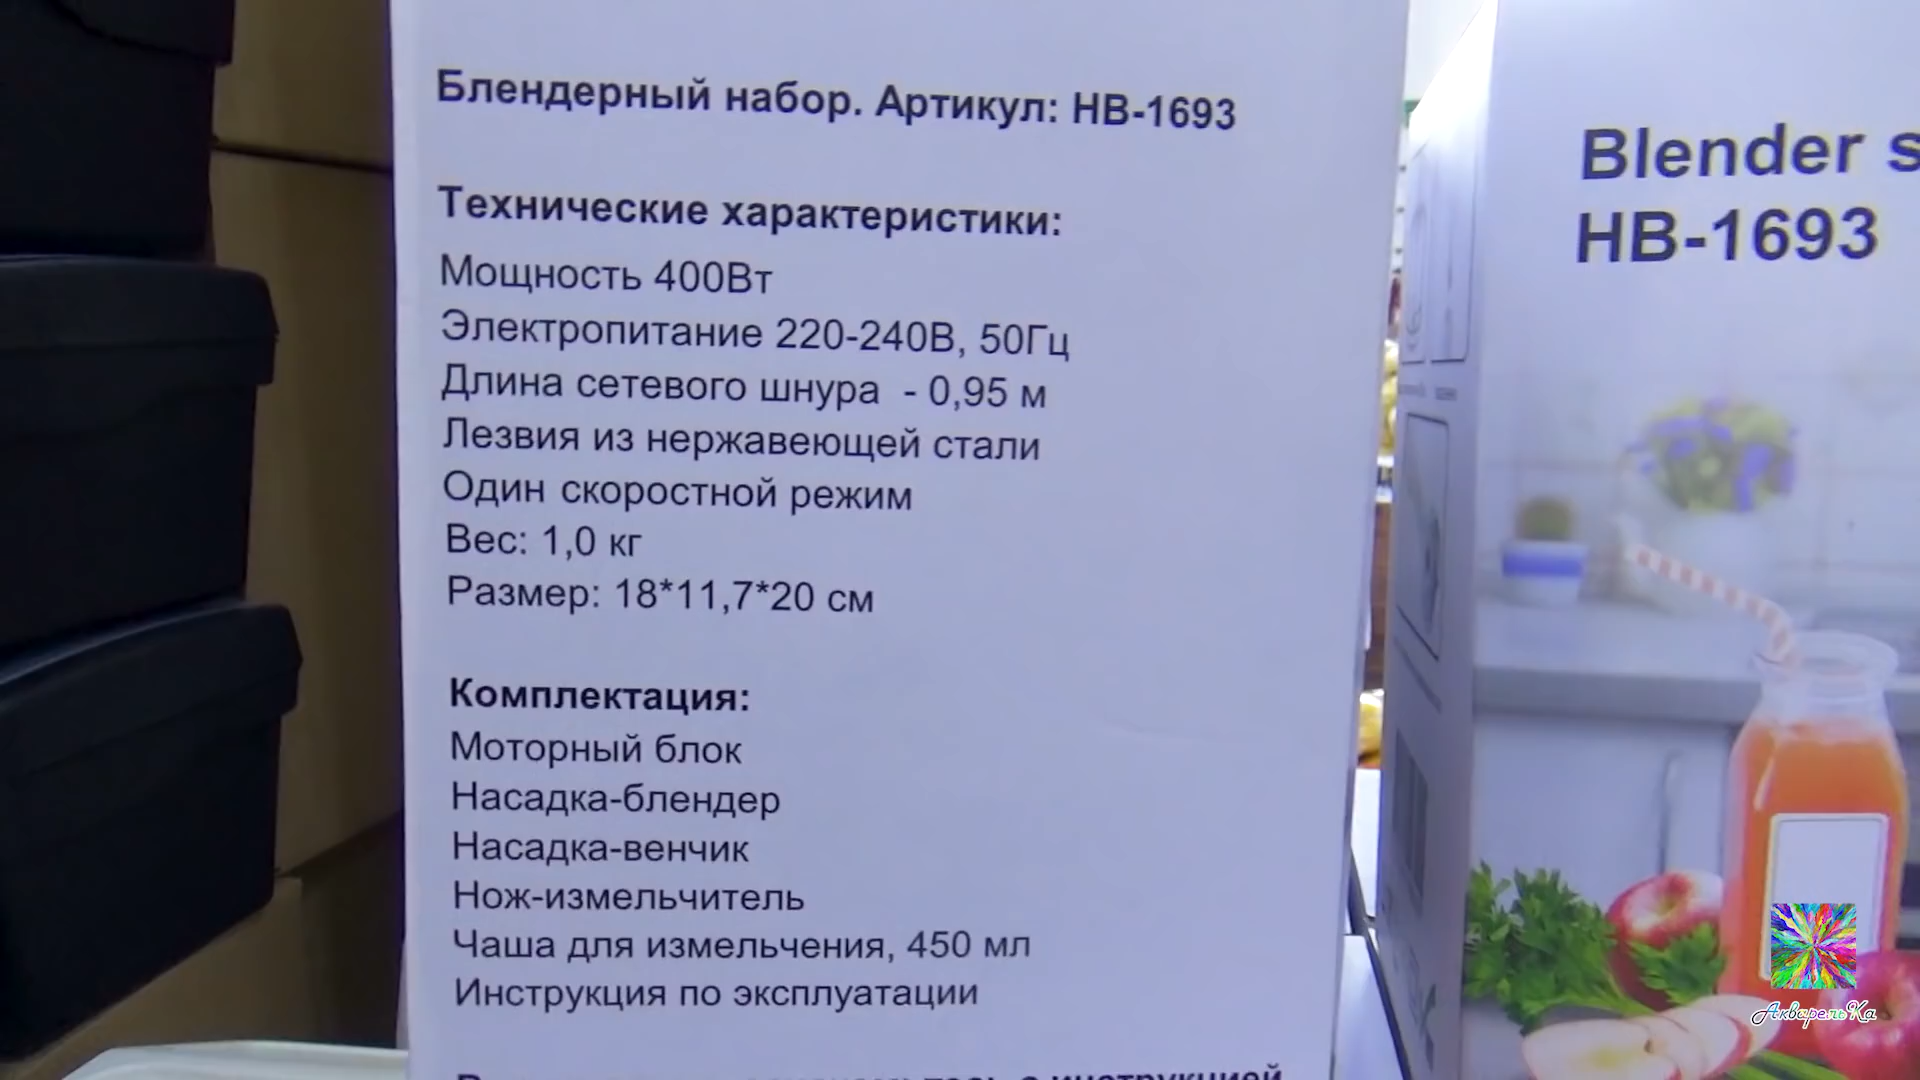 Блендерный набор. Артикул: HB-1693
Технические характеристики:
Мощность 400Вт
Электропитание 220-240В, 50Гц
Длина сетевого шнура - 0,95 м
Лезвия из нержавеющей стали
Один скоростной режим
Вес: 1,0 кг
Размер: 18*11,7*20 см
Комплектация:
Моторный блок
Насадка-блендер
Насадка-венчик
Нож-измельчитель
Чаша для измельчения, 450 мл
Инструкция по эксплуатации
с инструкцией
Blender s
HB-1693
АкварельКа